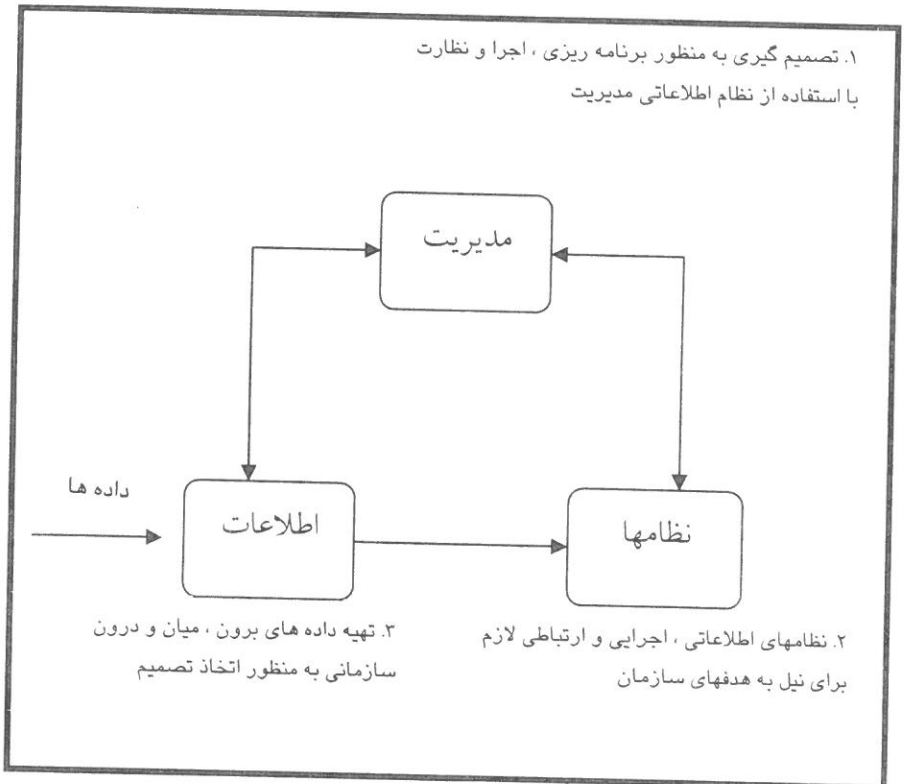 ۱. تصمیم گیری به منظور برنامه ریزی ، اجرا و نظارت
با استفاده از نظام اطلاعاتی مدیریت
مدیریت
داده ها
اطلاعات
نظامها
۲. نظامهای اطلاعاتی ، اجرایی و ارتباطی لازم
برای نیل به هدفهای سازمان
۳. تهیه داده های برون ، میان و درون
سازمانی به منظور اتخاذ تصمیم